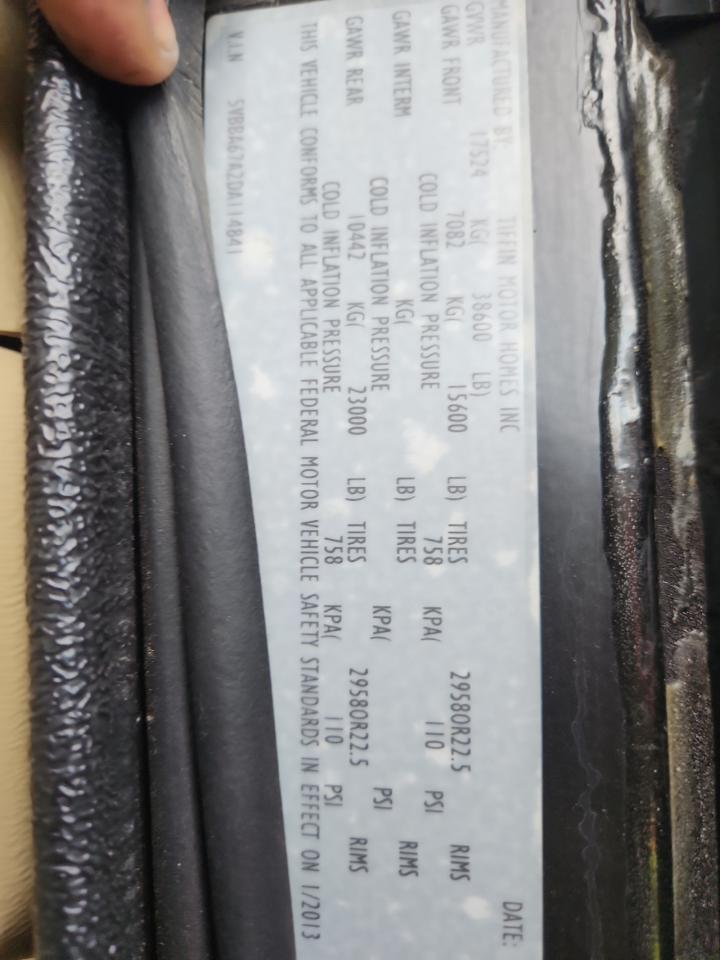 MANUFACTURED BY: TIFFIN MOTOR HOMES INC DATE:
GVWR 17524 KG( 38600 LB)
GAWR FRONT 7082 KG( 15600 LB) TIRES 29580R22.5 RIMS
COLD INFLATION PRESSURE 758 KPA( 110 PSI
GAWR INTERM KG( LB) TIRES RIMS
COLD INFLATION PRESSURE KPA( PSI
GAWR REAR 10442 KG( 23000 LB) TIRES 29580R22.5 RIMS
COLD INFLATION PRESSURE 758 KPA( 110 PSI
THIS VEHICLE CONFORMS TO ALL APPLICABLE FEDERAL MOTOR VEHICLE SAFETY STANDARDS IN EFFECT ON 1/2013
V.I.N 5VBBA67A2DA114841